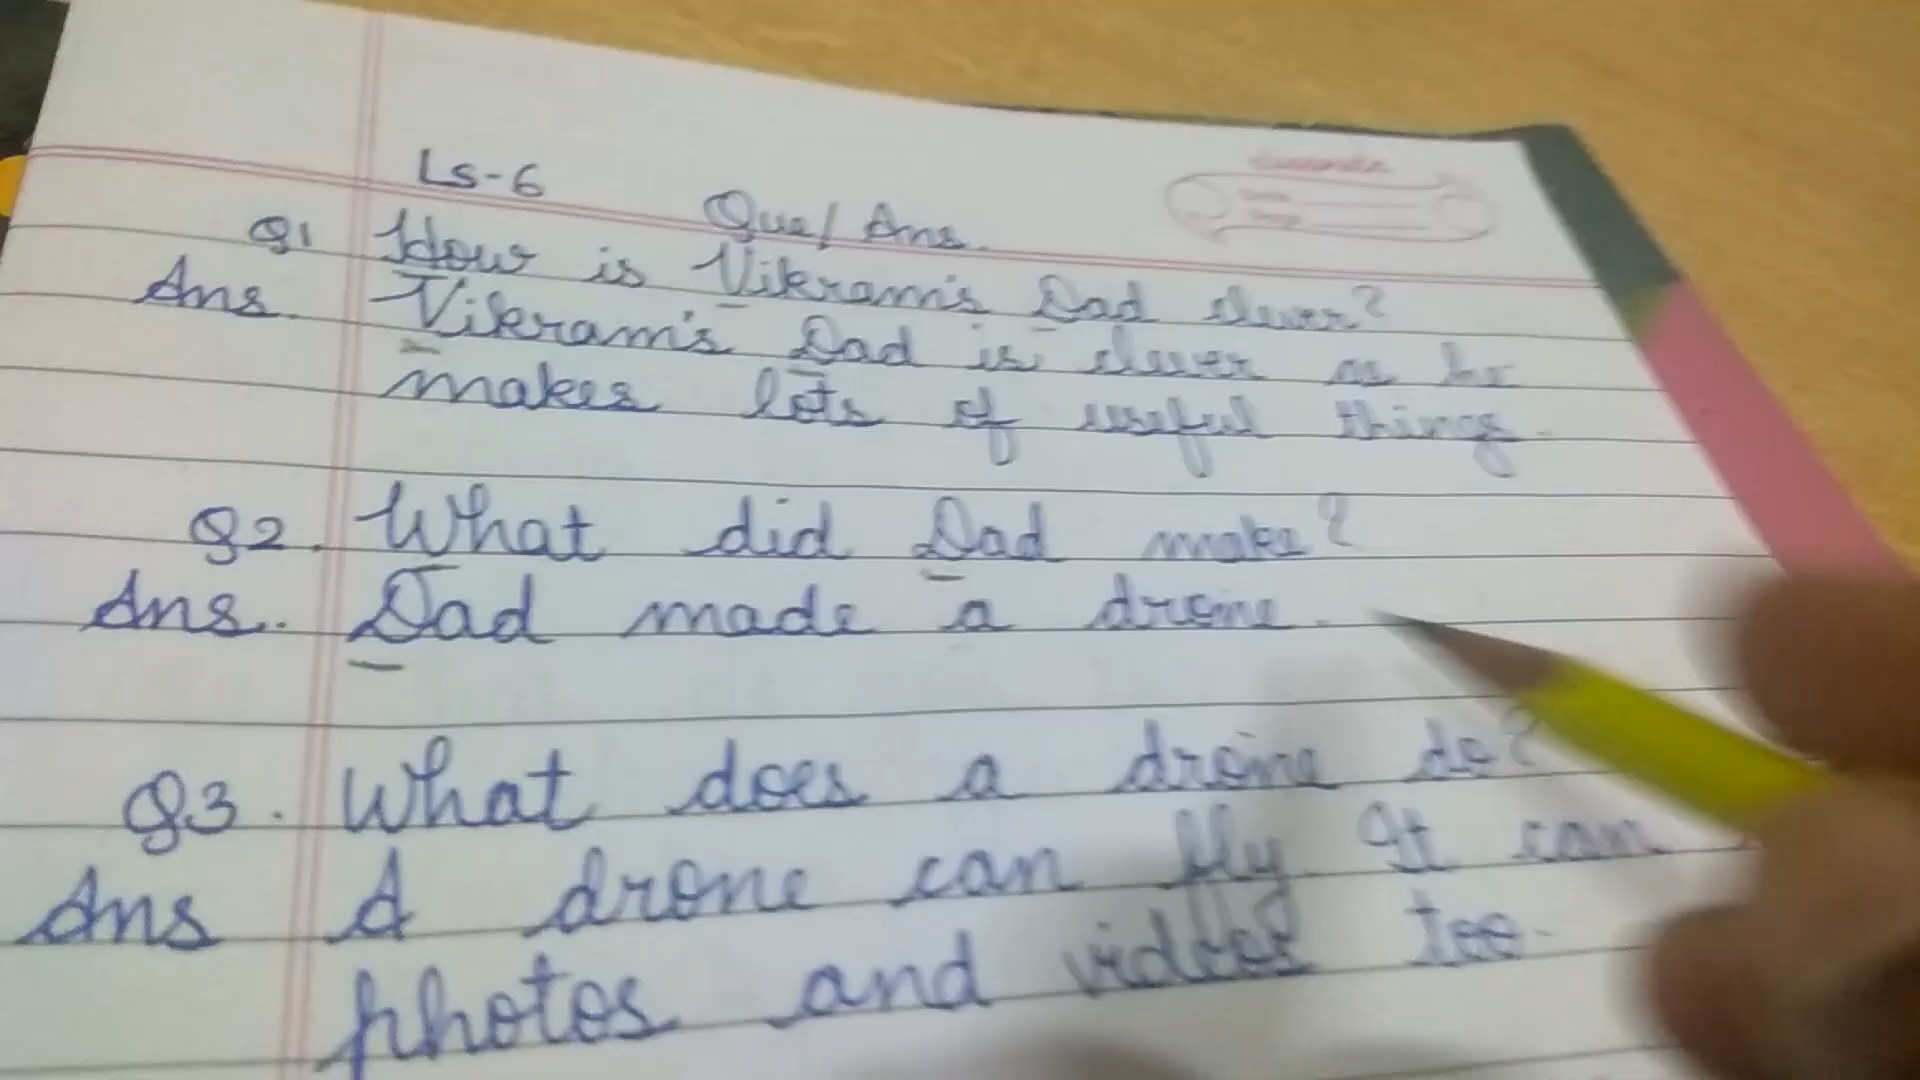 Ls-6
Que/Ans.
Q1 How is Vikram's Dad clever?
Ans. Vikram's Dad is clever as he
makes lots of useful things.
Q2. What did Dad make?
Ans. Dad made a drone.
Q3. What does a drone do?
Ans A drone can fly. It can
photos and videos too.